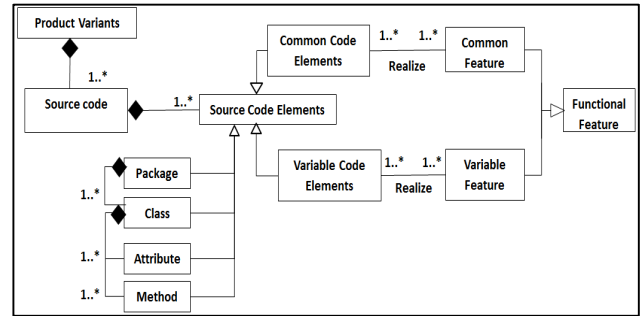 Product Variants
1..*
Source code
1..*
Source Code Elements
Common Code
Elements
1..*
1..*
Realize
Common
Feature
Functional
Feature
Variable Code
Elements
1..*
1..*
Realize
Variable
Feature
Package
1..*
Class
1..*
Attribute
1..*
Method